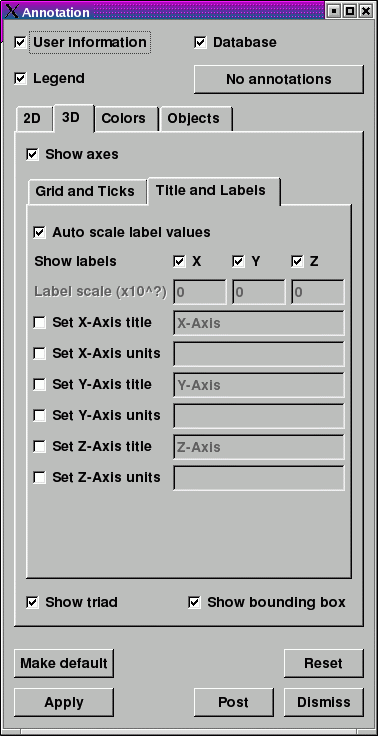 Annotation
User information Database
Legend No annotations
2D 3D Colors Objects
Show axes
Grid and Ticks Title and Labels
Auto scale label values
Show labels X Y Z
Label scale (x10^?) 0 0 0
Set X-Axis title X-Axis
Set X-Axis units
Set Y-Axis title Y-Axis
Set Y-Axis units
Set Z-Axis title Z-Axis
Set Z-Axis units
Show triad Show bounding box
Make default Reset
Apply Post Dismiss